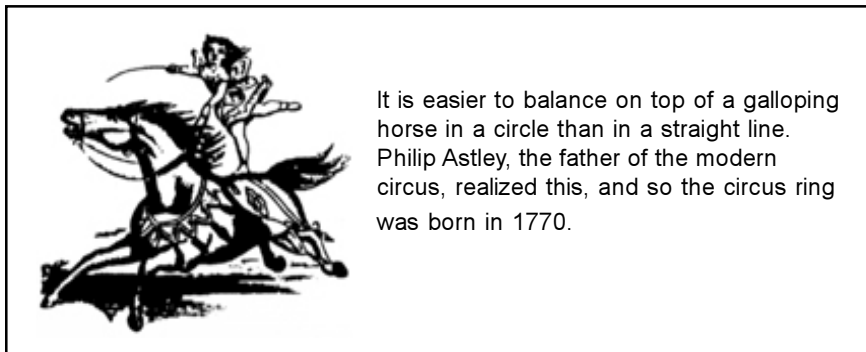 It is easier to balance on top of a galloping
horse in a circle than in a straight line.
Philip Astley, the father of the modern
circus, realized this, and so the circus ring
was born in 1770.